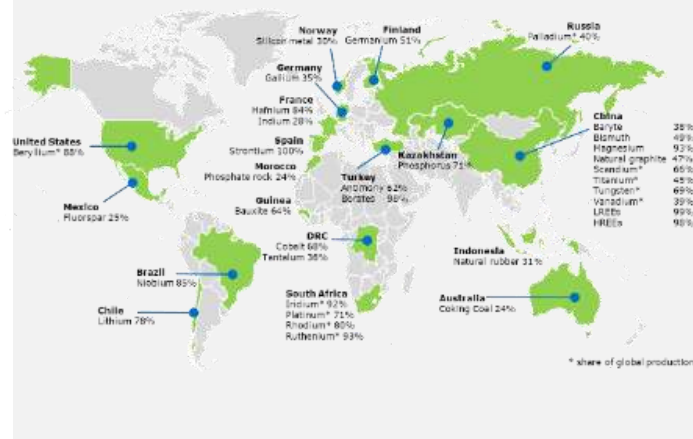 Norway
Silicon metal 30%
Finland
Germanium 51%
Russia
Palladium* 40%
Germany
Gallium 35%
France
Hafnium 84%
Indium 28%
Spain
Strontium 100%
Morocco
Phosphate rock 24%
Guinea
Bauxite 64%
United States
Beryllium* 88%
Mexico
Fluorspar 25%
Brazil
Niobium 85%
Chile
Lithium 78%
Turkey
Antimony 62%
Borates 98%
Kazakhstan
Phosphorus 71%
DRC
Cobalt 68%
Tantalum 36%
South Africa
Iridium* 92%
Platinum* 71%
Rhodium* 80%
Ruthenium* 93%
China
Baryte 38%
Bismuth 49%
Magnesium 93%
Natural graphite 47%
Scandium* 66%
Titanium* 45%
Tungsten* 69%
Vanadium* 39%
LREEs 99%
HREEs 98%
Indonesia
Natural rubber 31%
Australia
Coking Coal 24%
* share of global production